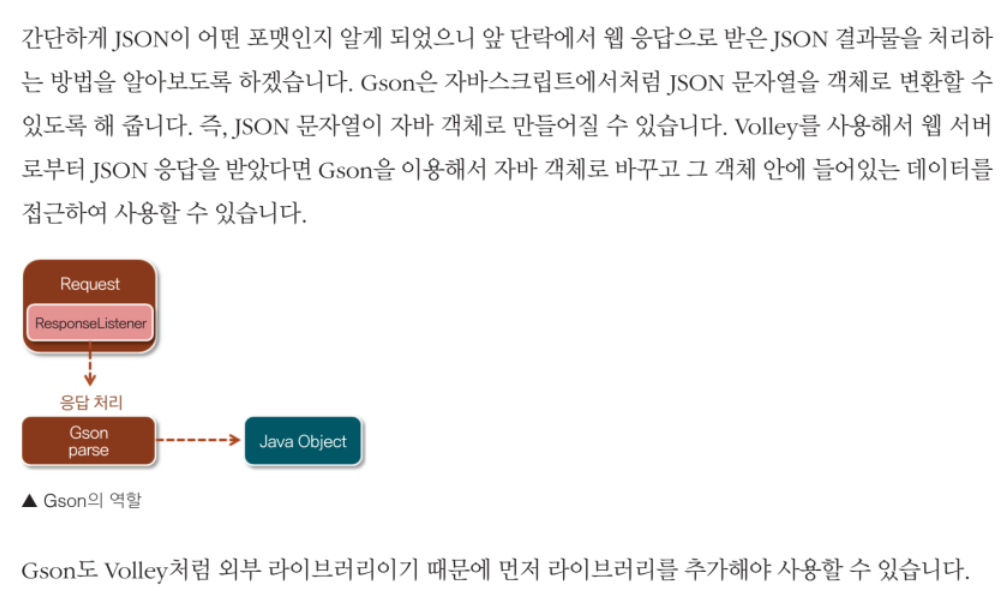 간단하게 JSON이 어떤 포맷인지 알게 되었으니 앞 단락에서 웹 응답으로 받은 JSON 결과물을 처리하
는 방법을 알아보도록 하겠습니다. Gson은 자바스크립트에서처럼 JSON 문자열을 객체로 변환할 수
있도록 해 줍니다. 즉, JSON 문자열이 자바 객체로 만들어질 수 있습니다. Volley를 사용해서 웹 서버
로부터 JSON 응답을 받았다면 Gson을 이용해서 자바 객체로 바꾸고 그 객체 안에 들어있는 데이터를
접근하여 사용할 수 있습니다.
Request
ResponseListener
응답 처리
Gson
parse
Java Object
▲ Gson의 역할
Gson도 Volley처럼 외부 라이브러리이기 때문에 먼저 라이브러리를 추가해야 사용할 수 있습니다.